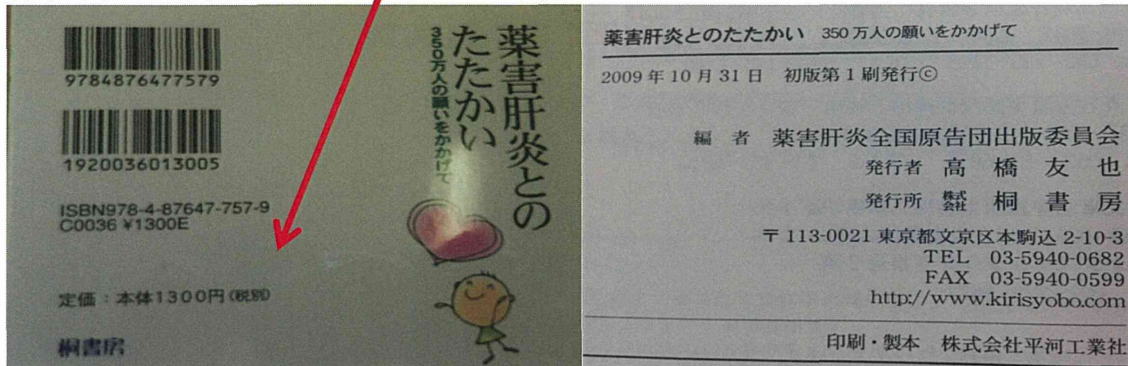 9784876477579
1920036013005
ISBN978-4-87647-757-9
C0036 ¥1300E
定価：本体1300円(税別)
桐書房
薬害肝炎との
たたかい
350万人の願いをかかげて
薬害肝炎とのたたかい 350万人の願いをかかげて
2009年10月31日 初版第1刷発行©
編者 薬害肝炎全国原告団出版委員会
発行者 高橋友也
発行所 株式会社 桐書房
〒113-0021 東京都文京区本駒込 2-10-3
TEL 03-5940-0682
FAX 03-5940-0599
http://www.kirisyobo.com
印刷・製本 株式会社平河工業社